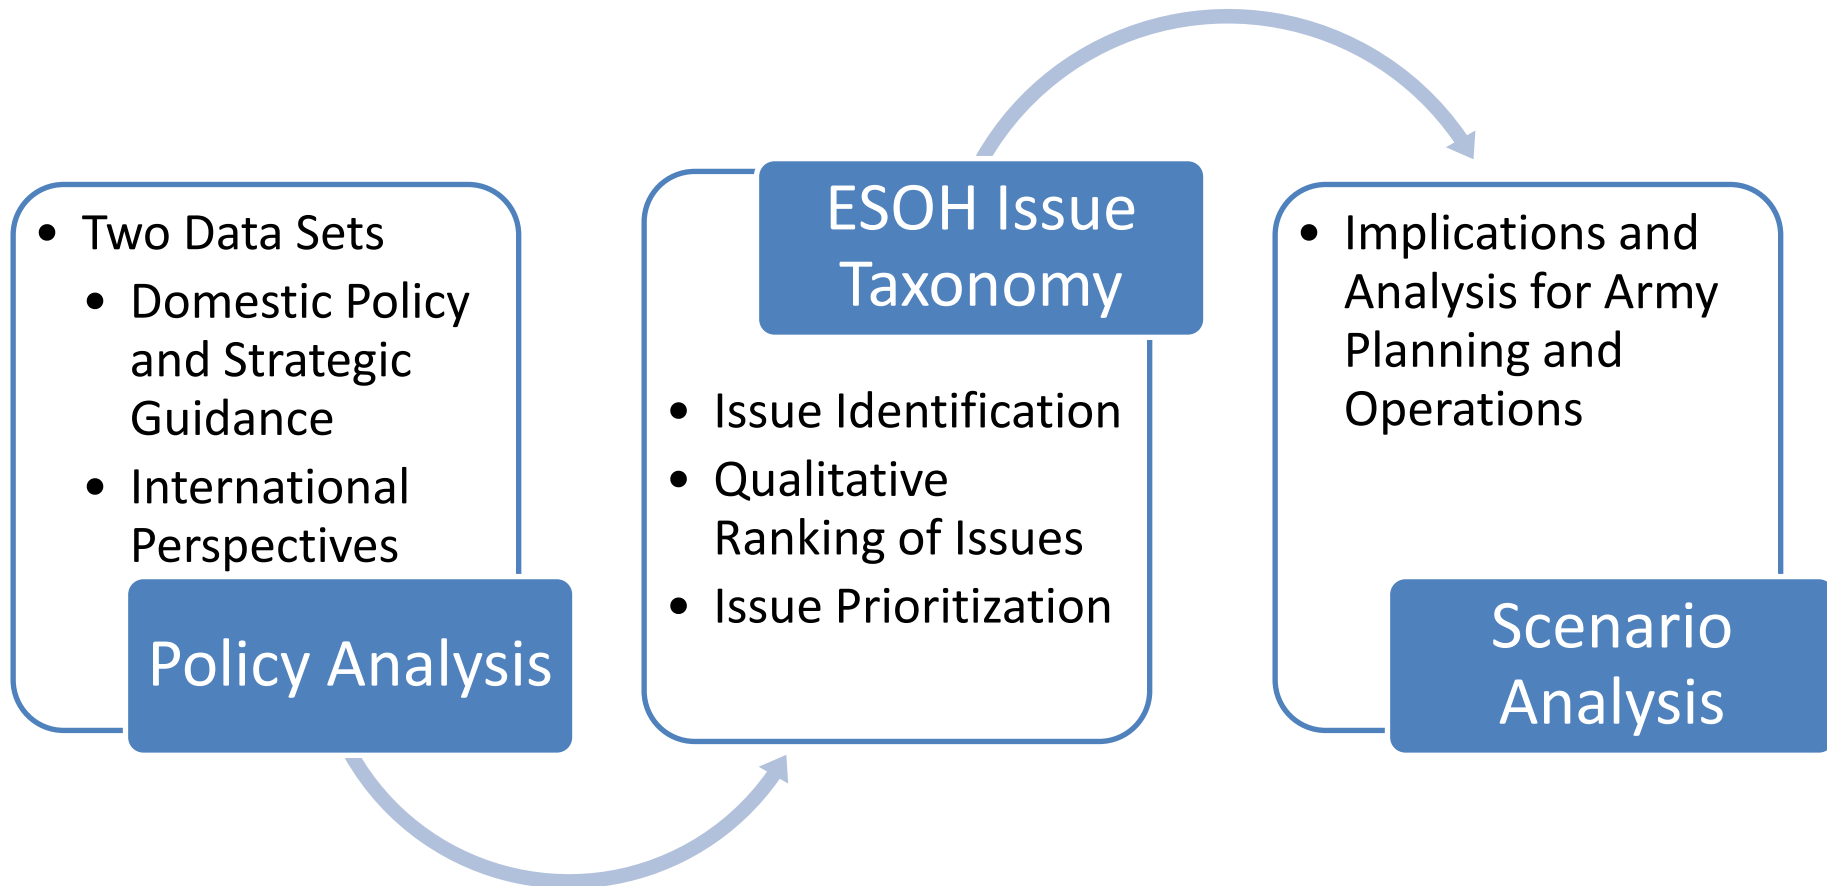 • Two Data Sets
• Domestic Policy
and Strategic
Guidance
• International
Perspectives
Policy Analysis
ESOH Issue
Taxonomy
• Issue Identification
• Qualitative
Ranking of Issues
• Issue Prioritization
• Implications and
Analysis for Army
Planning and
Operations
Scenario
Analysis